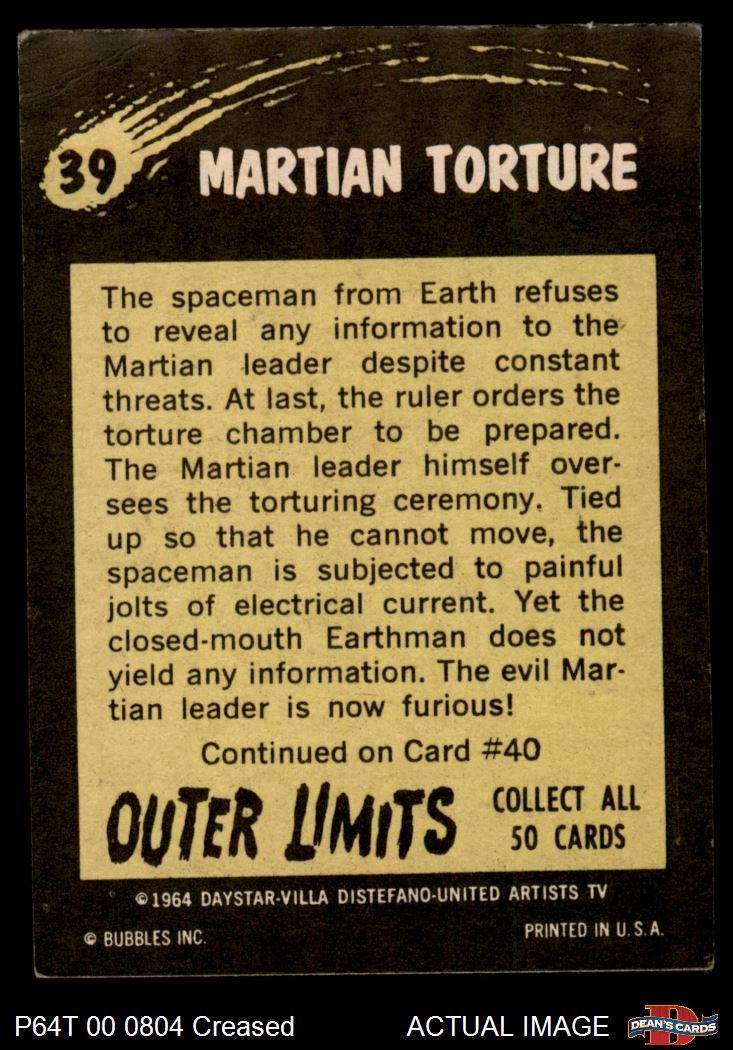 39 MARTIAN TORTURE
The spaceman from Earth refuses
to reveal any information to the
Martian leader despite constant
threats. At last, the ruler orders the
torture chamber to be prepared.
The Martian leader himself over-
sees the torturing ceremony. Tied
up so that he cannot move, the
spaceman is subjected to painful
jolts of electrical current. Yet the
closed-mouth Earthman does not
yield any information. The evil Mar-
tian leader is now furious!
Continued on Card #40
OUTER LIMITS
COLLECT ALL
50 CARDS
©1964 DAYSTAR-VILLA DISTEFANO-UNITED ARTISTS TV
© BUBBLES INC.
PRINTED IN U.S.A.
P64T 00 0804 Creased
ACTUAL IMAGE
D
DEAN'S CARDS